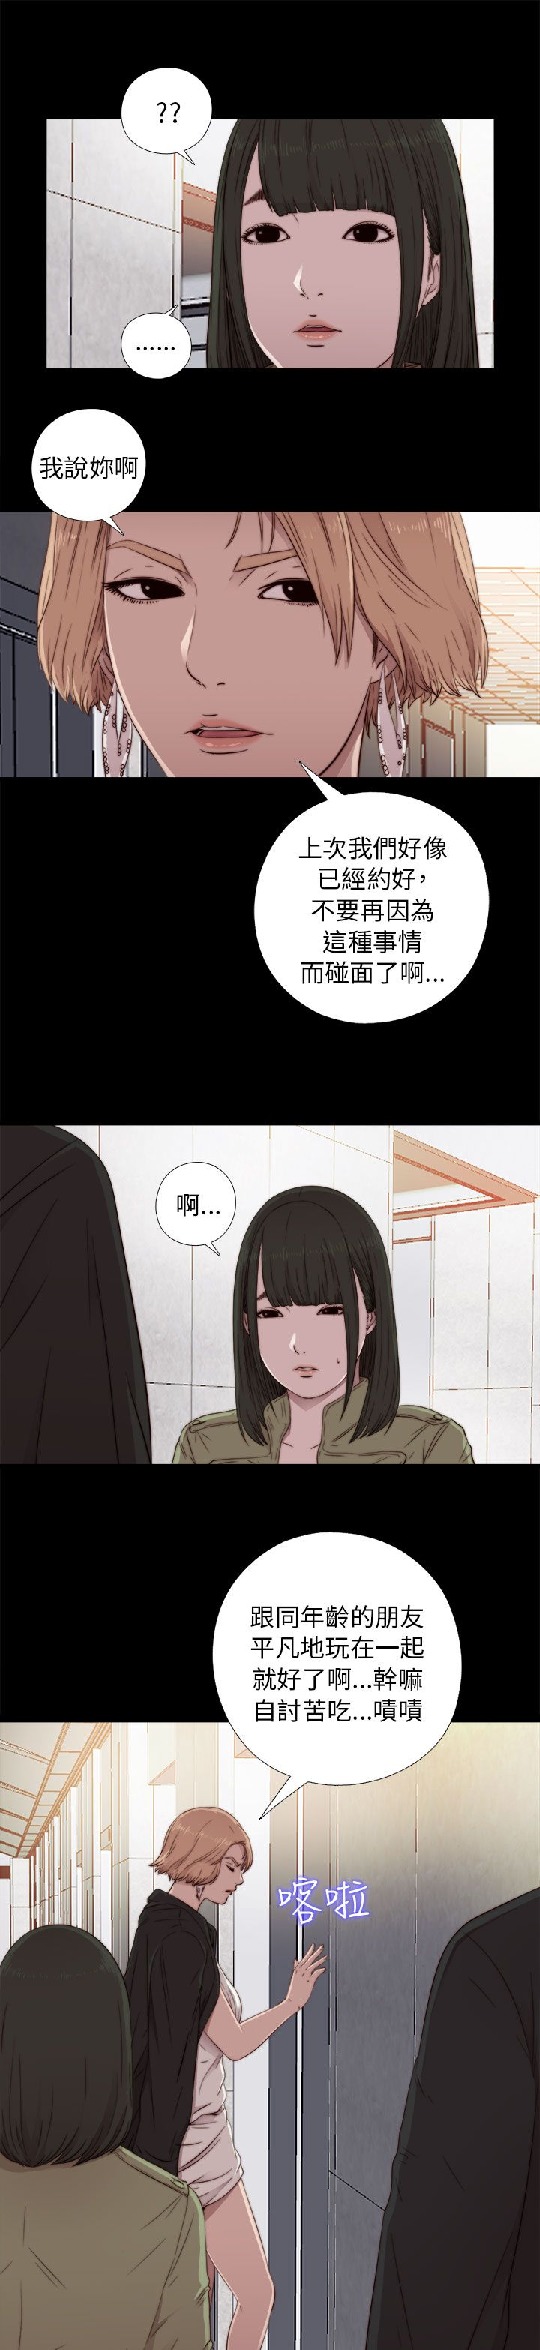 ??
......
我說妳啊
上次我們好像
已經約好，
不要再因為
這種事情
而碰面了啊...
啊...
跟同年齡的朋友
平凡地玩在一起
就好了啊...幹嘛
自討苦吃...嘖嘖
喀啦